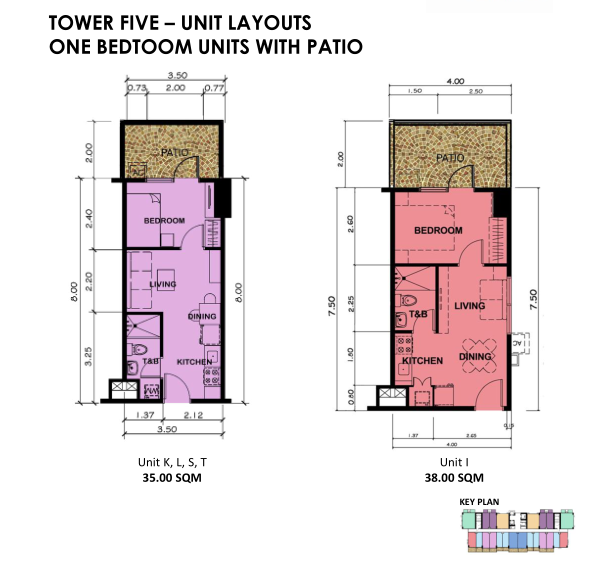 TOWER FIVE – UNIT LAYOUTS
ONE BEDTOOM UNITS WITH PATIO
3.50
0.73 2.00 0.77
2.00
PATIO
2.40
BEDROOM
8.00
2.20
LIVING
8.00
DINING
3.25
T&B
KITCHEN
1.37 2.12
3.50
Unit K, L, S, T
35.00 SQM
4.00
1.50 2.50
2.00
PATIO
2.60
BEDROOM
7.50
2.25
LIVING
7.50
T&B
1.80
KITCHEN
DINING
0.80
1.37 2.63
4.00
Unit I
38.00 SQM
KEY PLAN